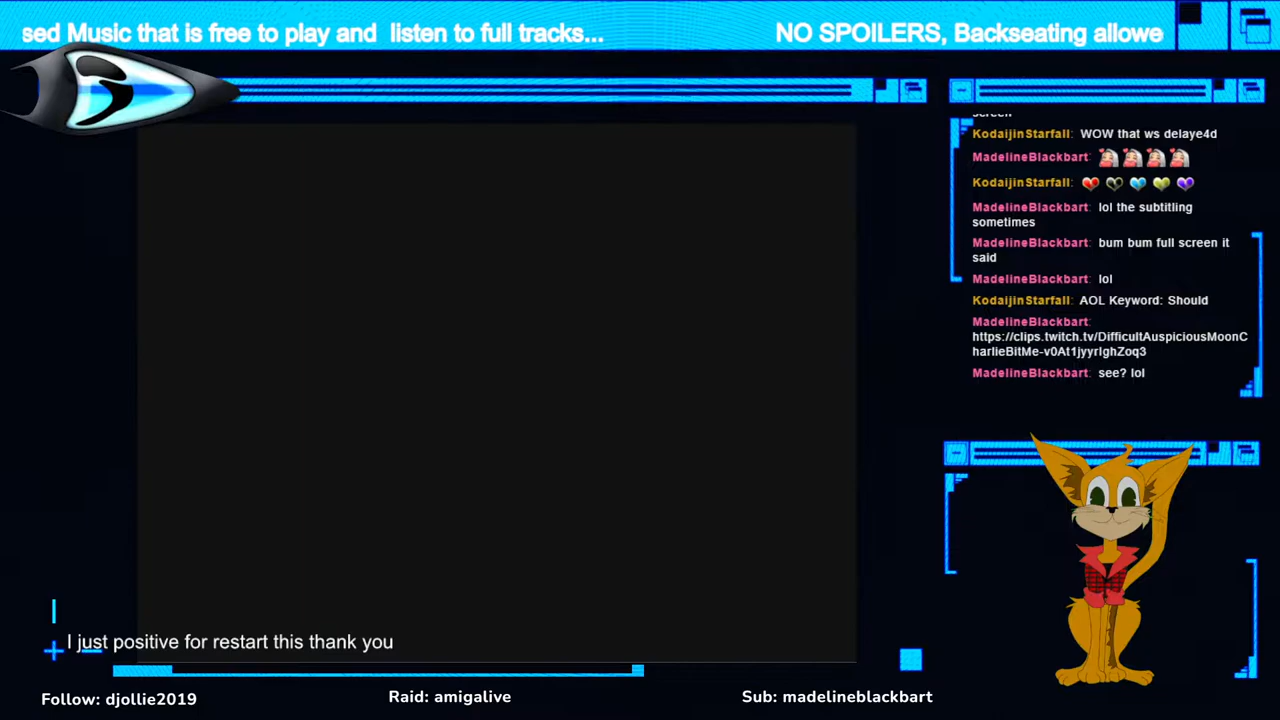 sed Music that is free to play and  listen to full tracks...
NO SPOILERS, Backseating allowe
screen
KodaijinStarfall: WOW that ws delaye4d
MadelineBlackbart:
KodaijinStarfall:
MadelineBlackbart: lol the subtitling
sometimes
MadelineBlackbart: bum bum full screen it
said
MadelineBlackbart: lol
KodaijinStarfall: AOL Keyword: Should
MadelineBlackbart:
https://clips.twitch.tv/DifficultAuspiciousMoonC
harlieBitMe-v0At1jyyrIghZoq3
MadelineBlackbart: see? lol
I just positive for restart this thank you
Follow: djollie2019
Raid: amigalive
Sub: madelineblackbart